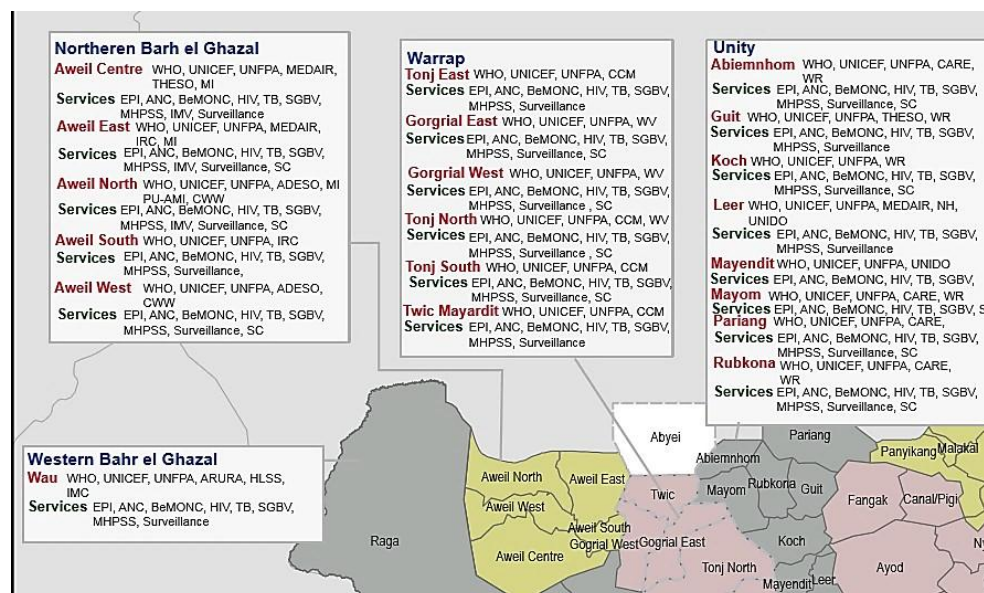 Northeren Barh el Ghazal
Aweil Centre WHO, UNICEF, UNFPA, MEDAIR,
THESO, MI
Services EPI, ANC, BeMONC, HIV, TB, SGBV,
MHPSS, IMV, Surveillance
Aweil East WHO, UNICEF, UNFPA, MEDAIR,
IRC, MI
Services EPI, ANC, BeMONC, HIV, TB, SGBV,
MHPSS, IMV, Surveillance, SC
Aweil North WHO, UNICEF, UNFPA, ADESO, MI
PU-AMI, CWW
Services EPI, ANC, BeMONC, HIV, TB, SGBV,
MHPSS, IMV, Surveillance, SC
Aweil South WHO, UNICEF, UNFPA, IRC
Services EPI, ANC, BeMONC, HIV, TB, SGBV,
MHPSS, Surveillance,
Aweil West WHO, UNICEF, UNFPA, ADESO,
CWW
Services EPI, ANC, BeMONC, HIV, TB, SGBV,
MHPSS, Surveillance, SC
Warrap
Tonj East WHO, UNICEF, UNFPA, CCM
Services EPI, ANC, BeMONC, HIV, TB, SGBV,
MHPSS, Surveillance
Gorgrial East WHO, UNICEF, UNFPA, WV
Services EPI, ANC, BeMONC, HIV, TB, SGBV,
MHPSS, Surveillance, SC
Gorgrial West WHO, UNICEF, UNFPA, WV
Services EPI, ANC, BeMONC, HIV, TB, SGBV,
MHPSS, Surveillance , SC
Tonj North WHO, UNICEF, UNFPA, CCM, WV
Services EPI, ANC, BeMONC, HIV, TB, SGBV,
MHPSS, Surveillance , SC
Tonj South WHO, UNICEF, UNFPA, CCM
Services EPI, ANC, BeMONC, HIV, TB, SGBV,
MHPSS, Surveillance, SC
Twic Mayardit WHO, UNICEF, UNFPA, CCM
Services EPI, ANC, BeMONC, HIV, TB, SGBV,
MHPSS, Surveillance
Unity
Abiemnhom WHO, UNICEF, UNFPA, CARE,
WR
Services EPI, ANC, BeMONC, HIV, TB, SGBV,
MHPSS, Surveillance, SC
Guit WHO, UNICEF, UNFPA, THESO, WR
Services EPI, ANC, BeMONC, HIV, TB, SGBV,
MHPSS, Surveillance
Koch WHO, UNICEF, UNFPA, WR
Services EPI, ANC, BeMONC, HIV, TB, SGBV,
MHPSS, Surveillance, SC
Leer WHO, UNICEF, UNFPA, MEDAIR, NH,
UNIDO
Services EPI, ANC, BeMONC, HIV, TB, SGBV,
MHPSS, Surveillance
Mayendit WHO, UNICEF, UNFPA, UNIDO
Services EPI, ANC, BeMONC, HIV, TB, SGBV,
Mayom WHO, UNICEF, UNFPA, CARE, WR
Services EPI, ANC, BeMONC, HIV, TB, SGBV, S
Pariang WHO, UNICEF, UNFPA, CARE,
Services EPI, ANC, BeMONC, HIV, TB, SGBV,
MHPSS, Surveillance, SC
Rubkona WHO, UNICEF, UNFPA, CARE,
WR
Services EPI, ANC, BeMONC, HIV, TB, SGBV,
MHPSS, Surveillance, SC
Western Bahr el Ghazal
Wau WHO, UNICEF, UNFPA, ARURA, HLSS,
IMC
Services EPI, ANC, BeMONC, HIV, TB, SGBV,
MHPSS, Surveillance
Abyei
Pariang
Panyikang
Malakal
Abiemnhom
Aweil North
Aweil East
Twic
Mayom
Rubkona
Guit
Fangak
Canal/Pigi
Aweil West
Aweil South
Raga
Gogrial West
Gogrial East
Koch
Ny
Aweil Centre
Tonj North
Mayendit
Leer
Ayod